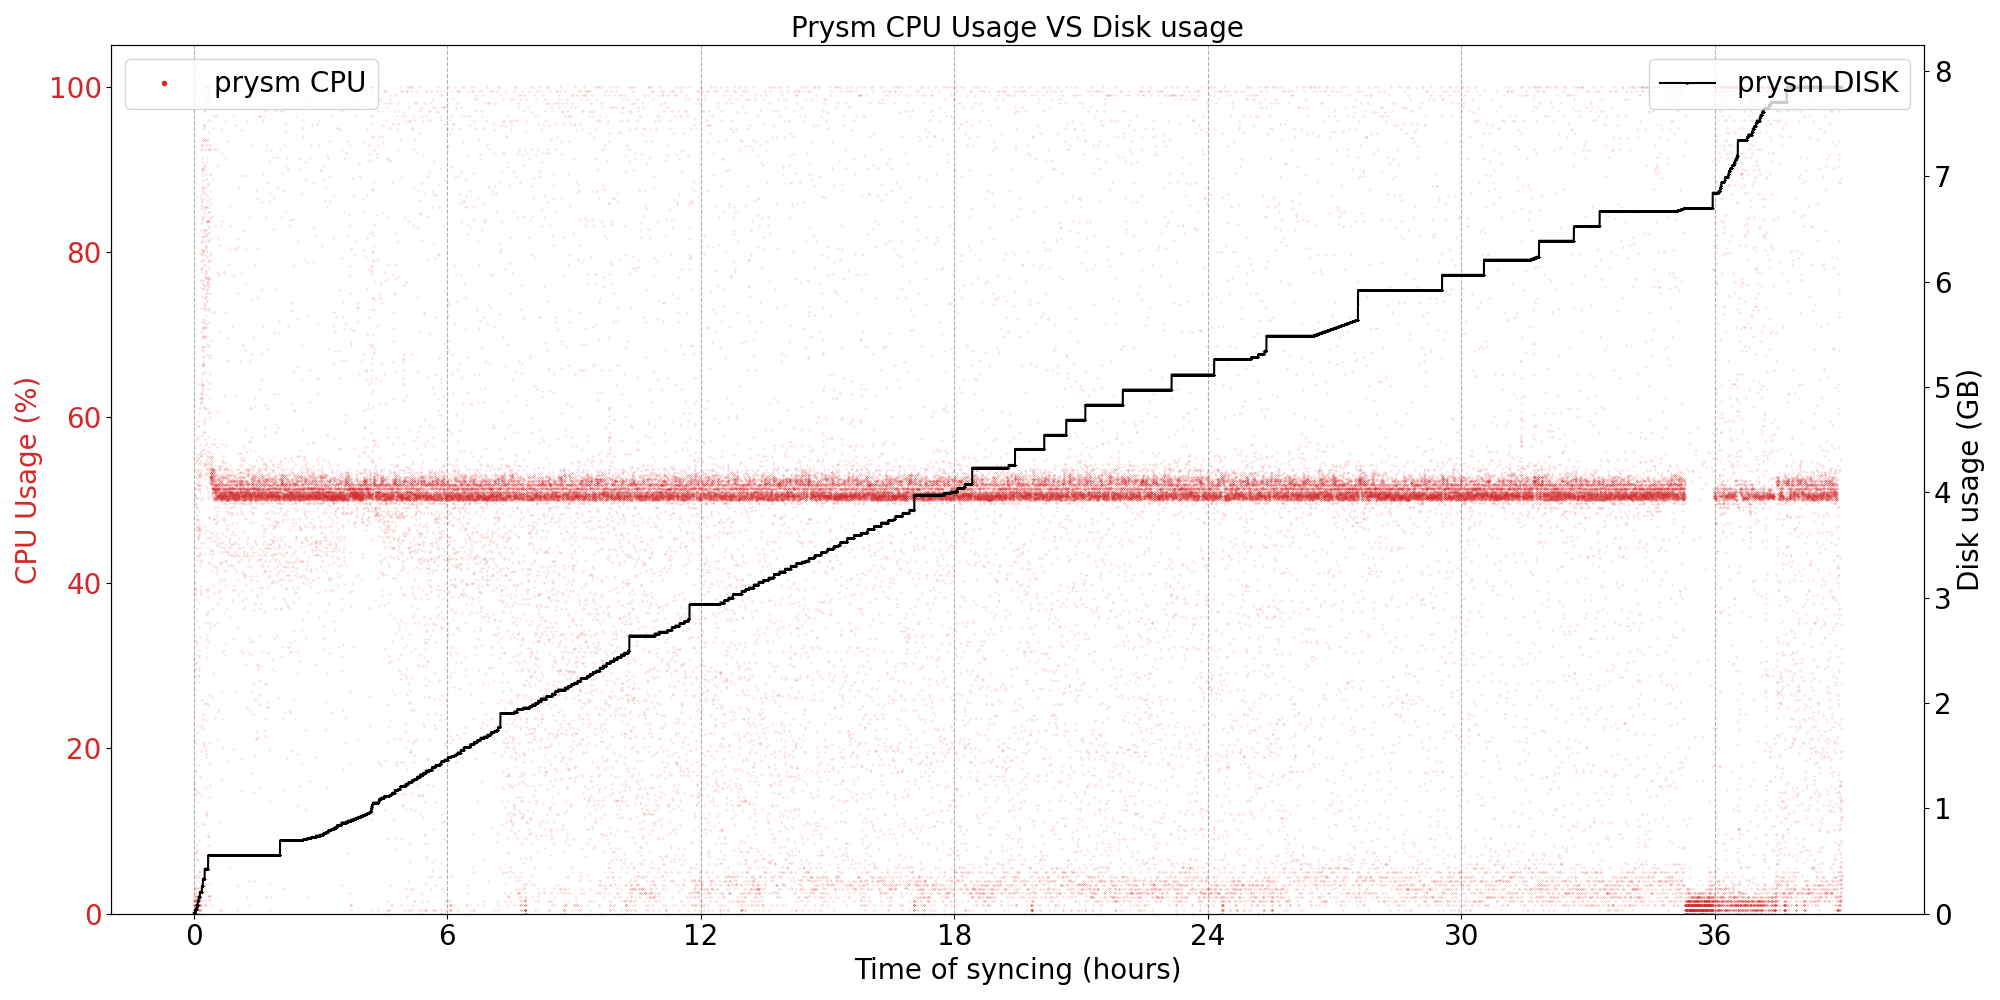 Prysm CPU Usage VS Disk usage
prysm CPU
prysm DISK
CPU Usage (%)
100
80
60
40
20
0
8
7
6
5
4
3
2
1
0
Disk usage (GB)
0 6 12 18 24 30 36
Time of syncing (hours)